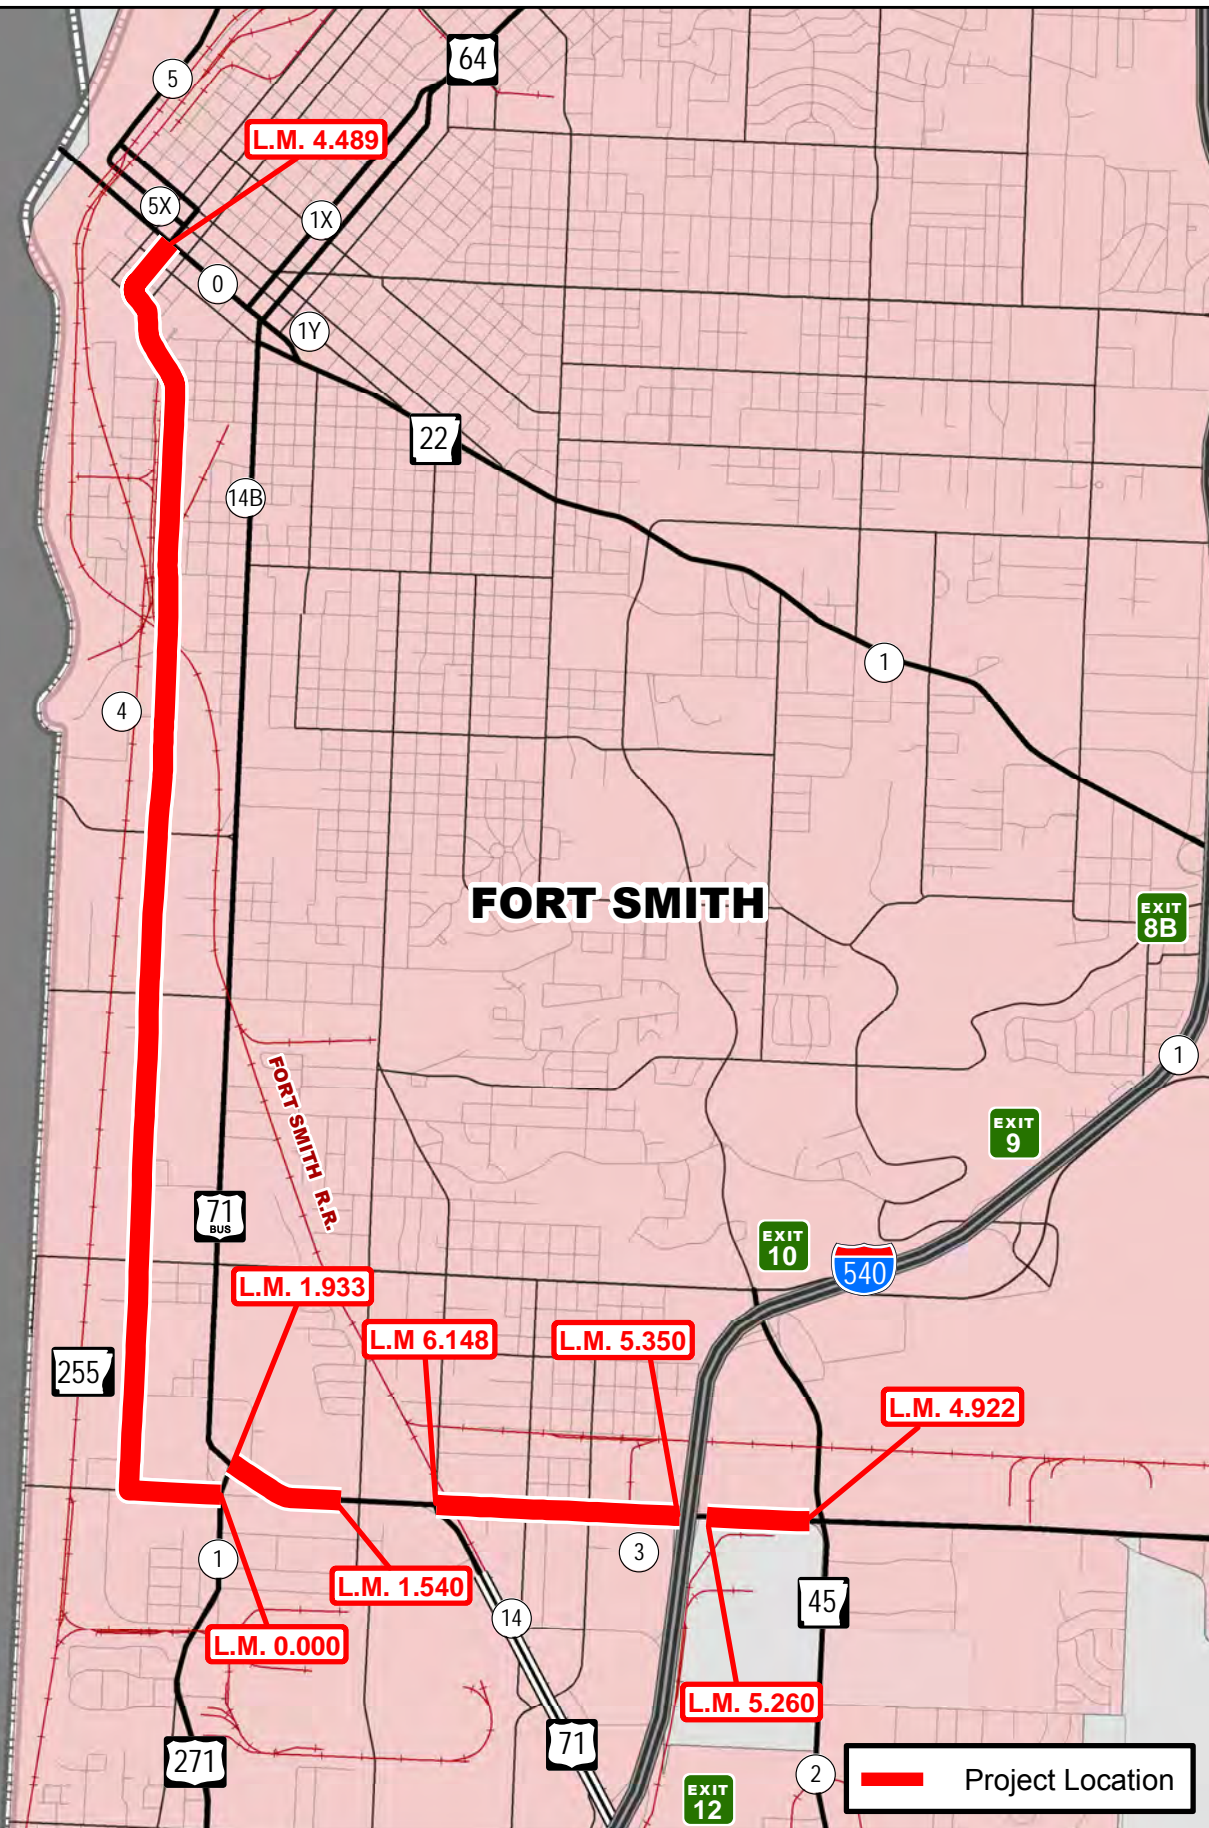 5
64
L.M. 4.489
5X
1X
0
1Y
22
14B
1
4
FORT SMITH
EXIT
8B
1
FORT SMITH R.R.
EXIT
9
71
BUS
EXIT
10
540
L.M. 1.933
L.M 6.148
L.M. 5.350
255
L.M. 4.922
1
3
L.M. 1.540
45
14
L.M. 0.000
L.M. 5.260
71
271
2
Project Location
EXIT
12